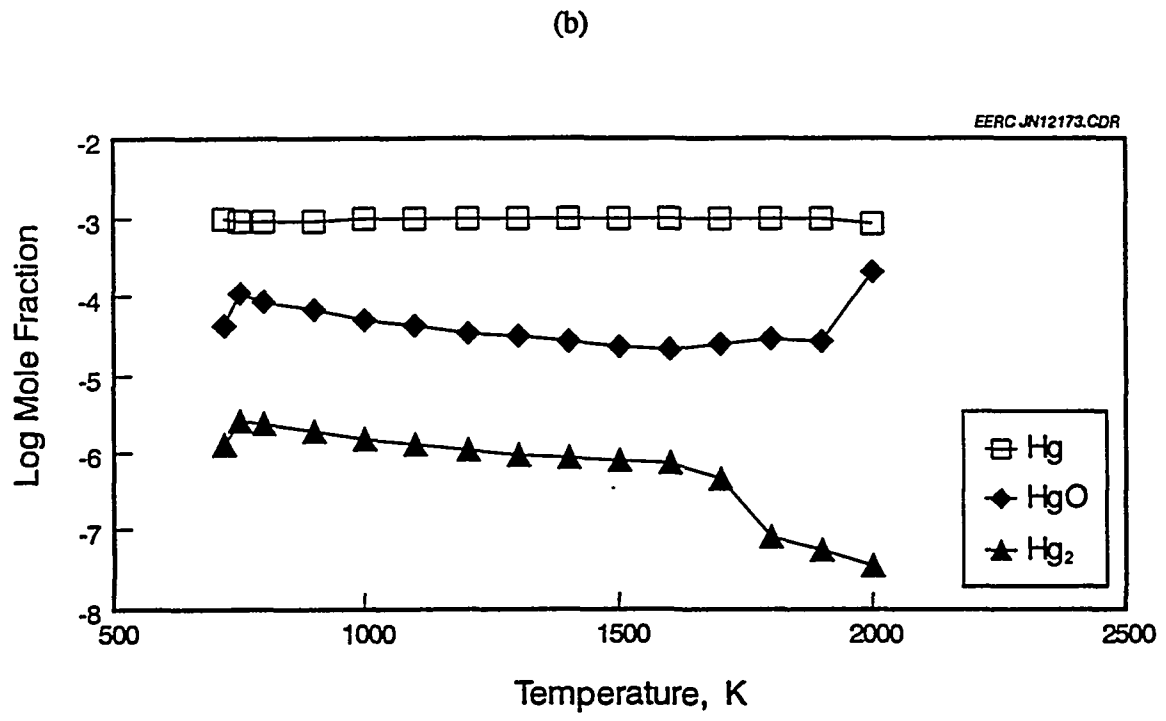 (b)
EERC JN12173.CDR
-2
-3
-4
-5
-6
-7
-8
Log Mole Fraction
Hg
HgO
Hg₂
500 1000 1500 2000 2500
Temperature, K